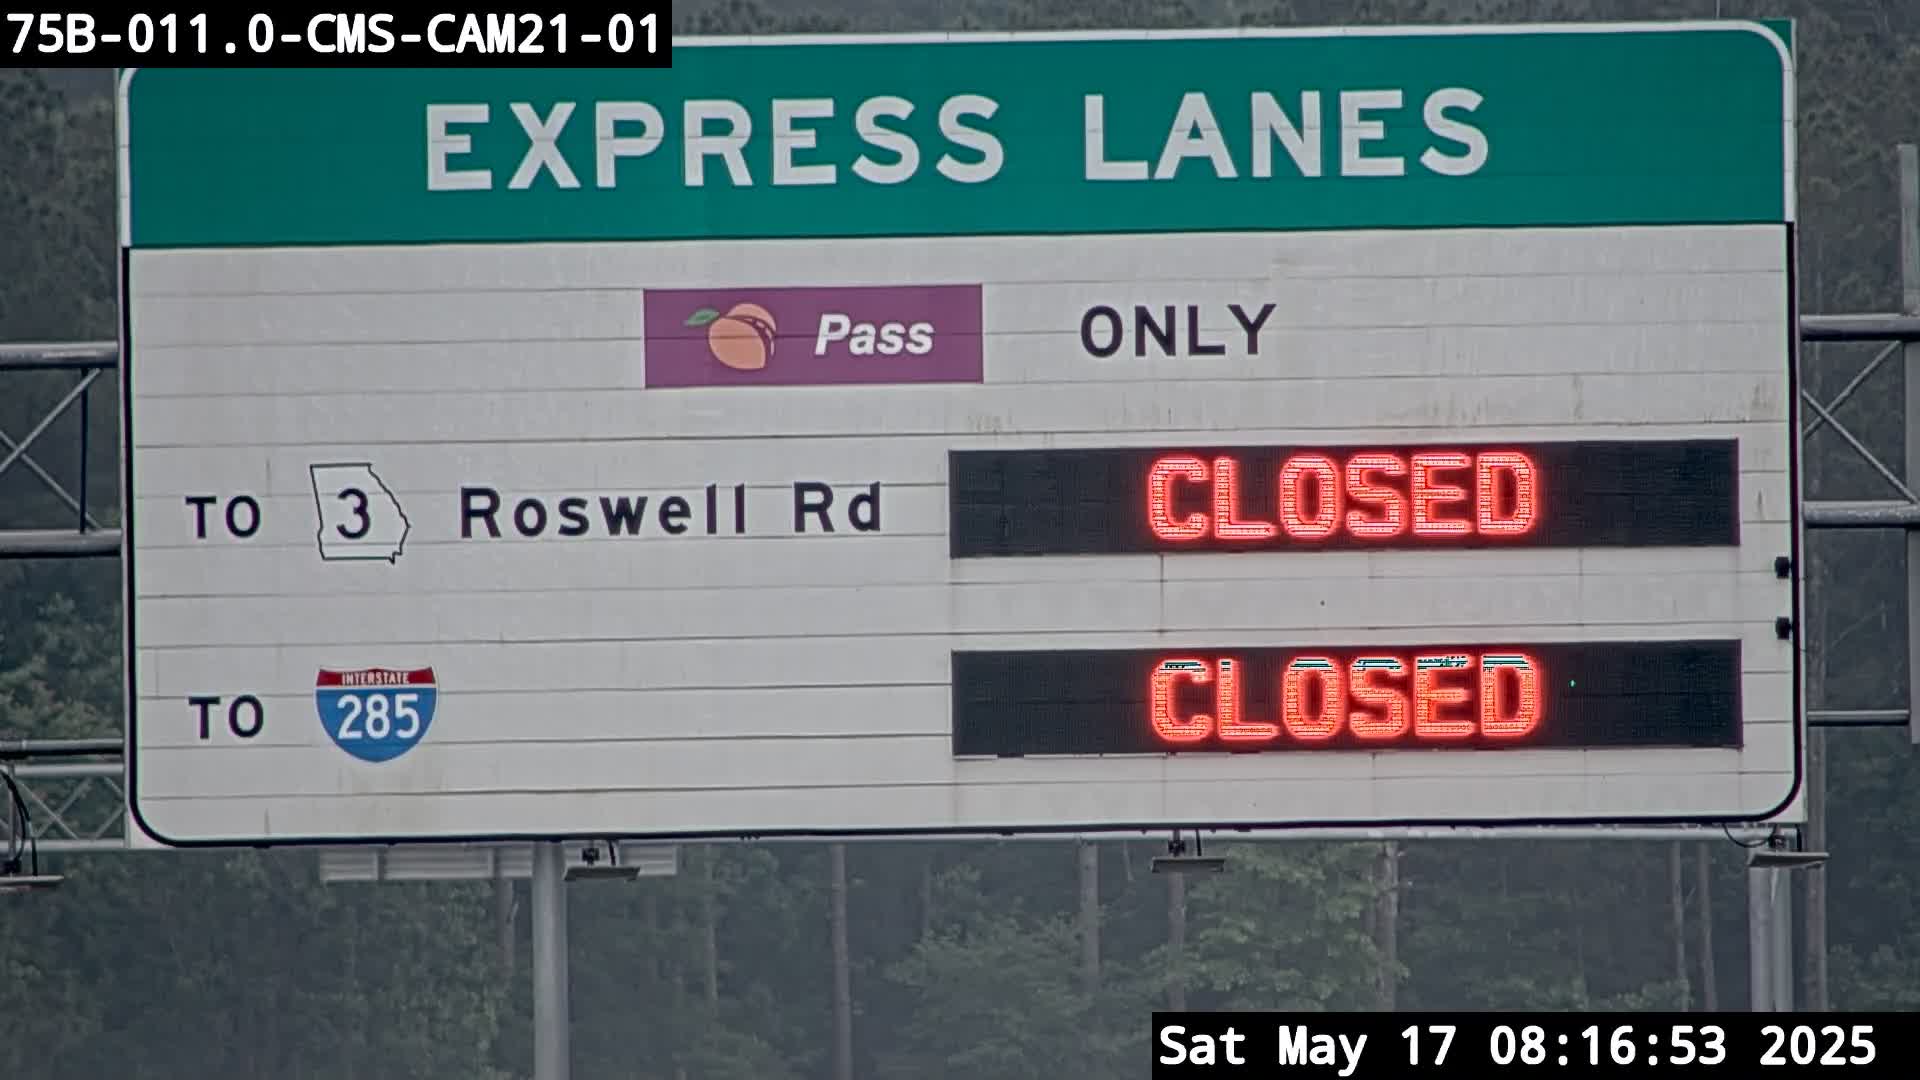 75B-011.0-CMS-CAM21-01
EXPRESS LANES
Pass ONLY
TO 3 Roswell Rd CLOSED
TO INTERSTATE 285 CLOSED
Sat May 17 08:16:53 2025